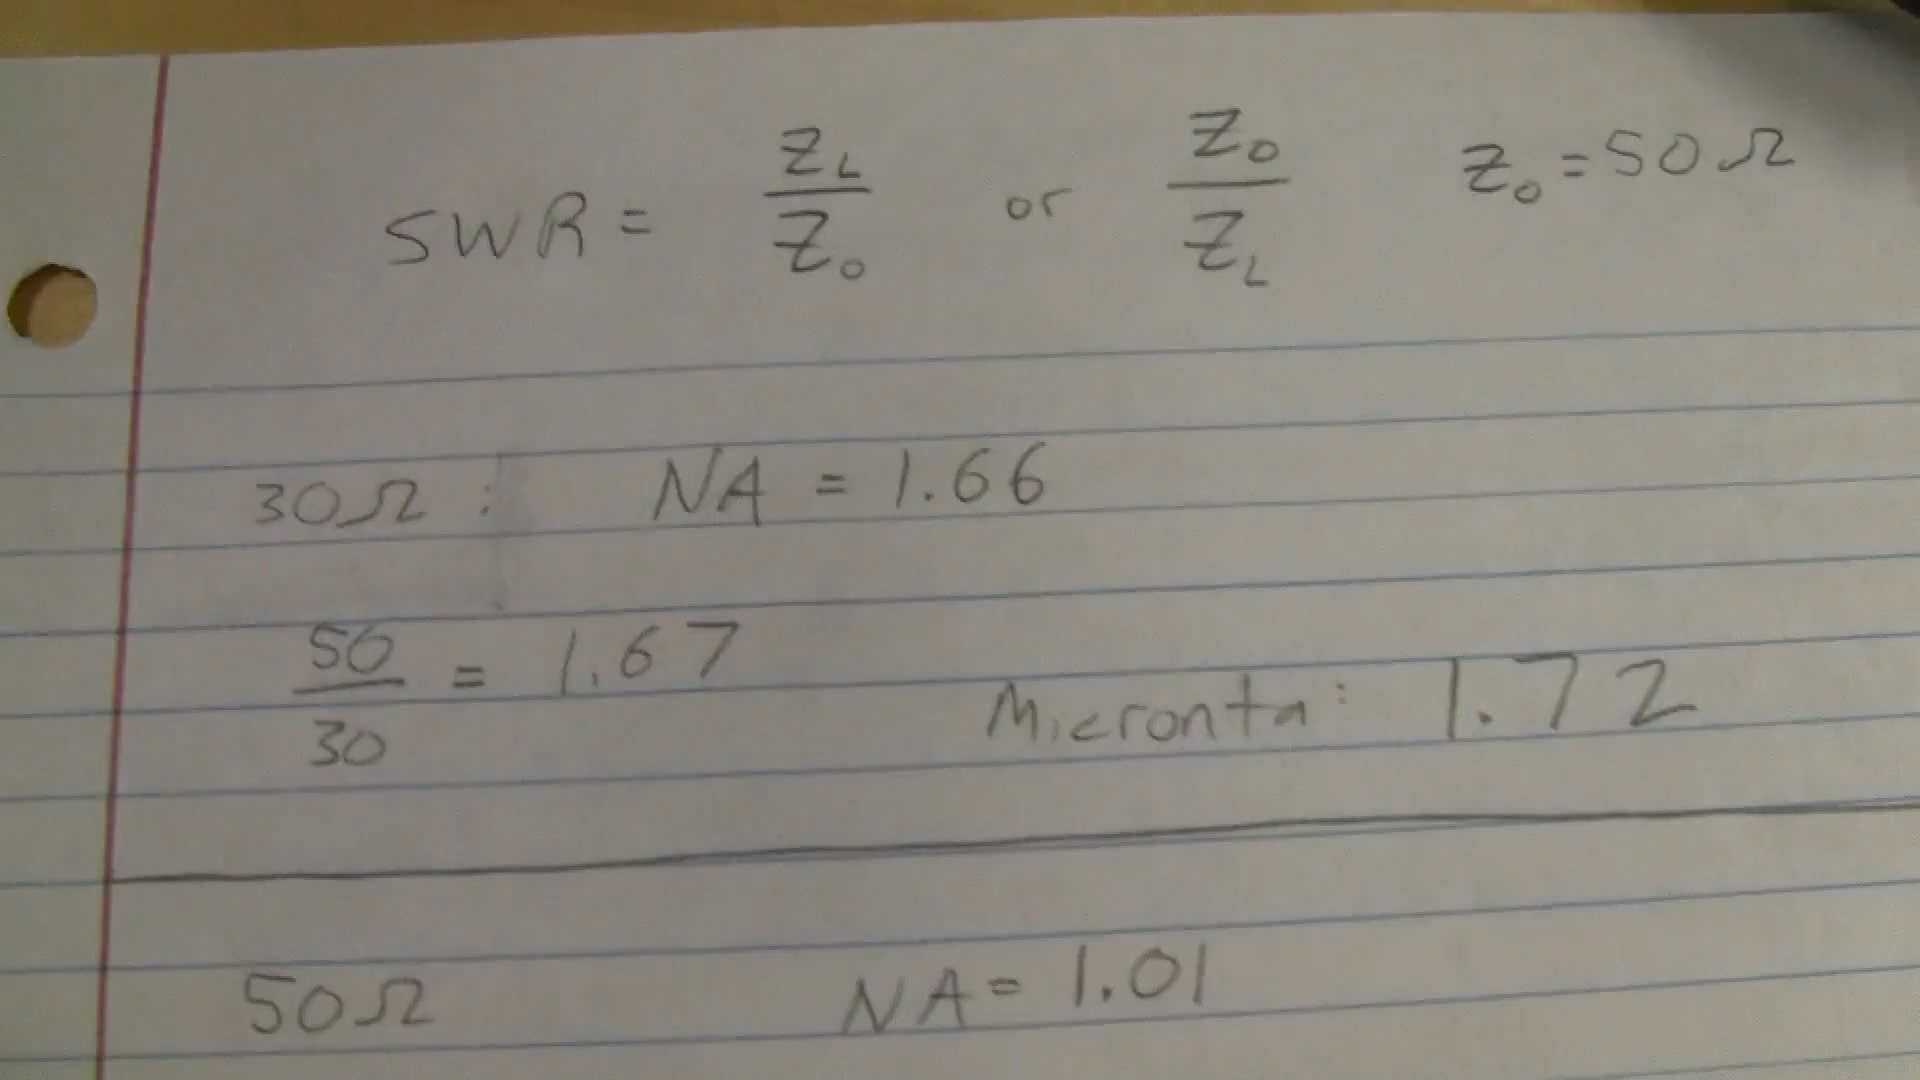 SWR = Z_L / Z_0 or Z_0 / Z_L Z_0 = 50 Ω
30Ω : NA = 1.66
50 / 30 = 1.67
Micronta: 1.72
50Ω NA = 1.01